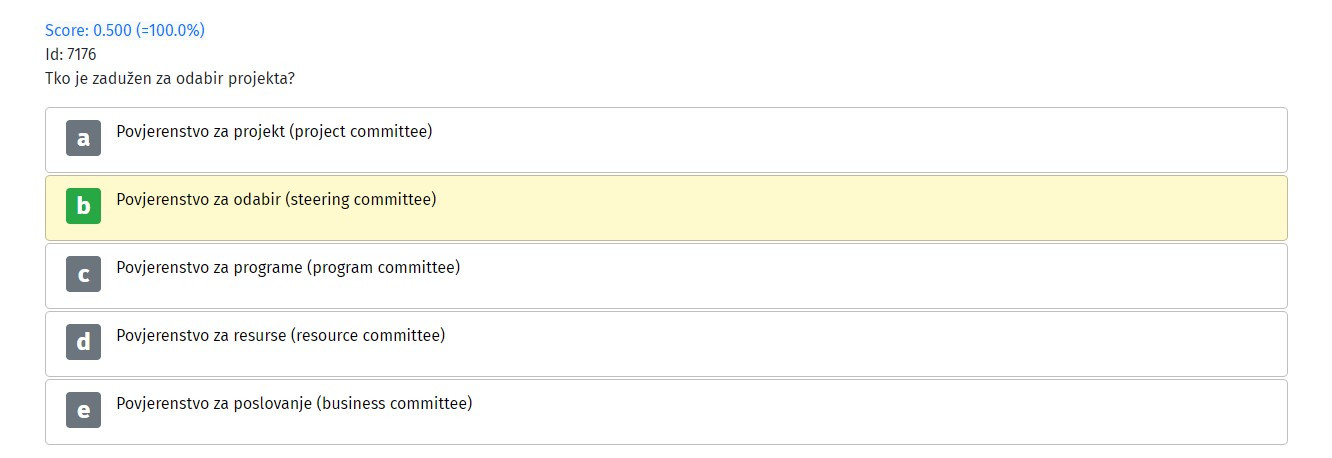 Score: 0.500 (=100.0%)
Id: 7176
Tko je zadužen za odabir projekta?
a Povjerenstvo za projekt (project committee)
b Povjerenstvo za odabir (steering committee)
c Povjerenstvo za programe (program committee)
d Povjerenstvo za resurse (resource committee)
e Povjerenstvo za poslovanje (business committee)